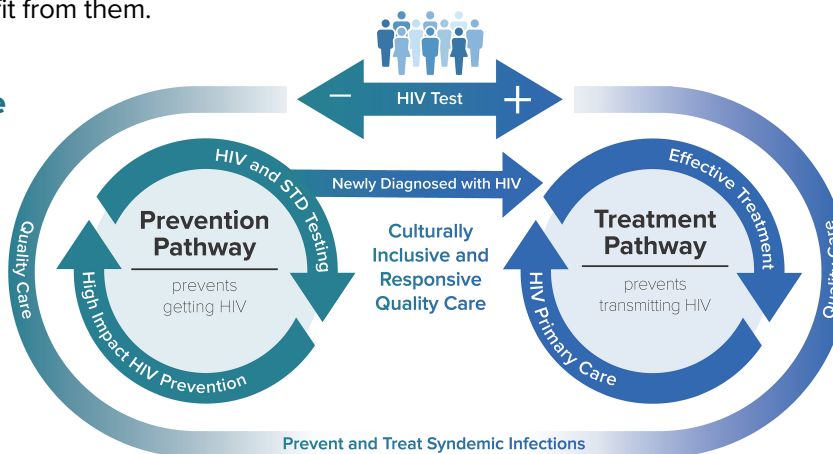 fit from them.
e
− HIV Test +
HIV and STD Testing
Newly Diagnosed with HIV
Effective Treatment
Quality Care
Prevention
Pathway
prevents
getting HIV
High Impact HIV Prevention
Culturally
Inclusive and
Responsive
Quality Care
Treatment
Pathway
prevents
transmitting HIV
HIV Primary Care
Quality Care
Prevent and Treat Syndemic Infections